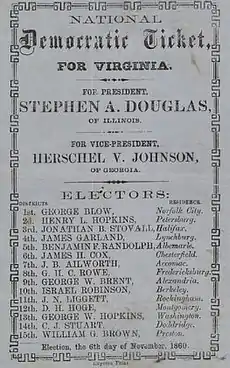 NATIONAL
Democratic Ticket,
FOR VIRGINIA.
FOR PRESIDENT,
STEPHEN A. DOUGLAS,
OF ILLINOIS.
FOR VICE-PRESIDENT,
HERSCHEL V. JOHNSON,
OF GEORGIA.
ELECTORS:
DISTRICTS RESIDENCE.
1st. GEORGE BLOW, Norfolk City.
2d. HENRY L. HOPKINS, Petersburg.
3rd. JONATHAN B. STOVALL, Halifax.
4th. JAMES GARLAND, Lynchburg.
5th. BENJAMIN F. RANDOLPH, Albemark.
6th. JAMES H. COX, Chesterfield.
7th. J. B. AILWORTH, Accomac.
8th. G. H. C. ROWE, Fredericksburg.
9th. GEORGE W. BRENT, Alexandria.
10th. ISRAEL ROBINSON, Berkeley.
11th. J. N. LIGGETT, Rockingham.
12th. D. H. HOGE, Montgomery.
13th. GEORGE W. HOPKINS, Washington.
14th. C. J. STUART, Doddridge.
15th. WILLIAM G. BROWN, Preston.
Election, the 6th day of November, 1860.
Express Print